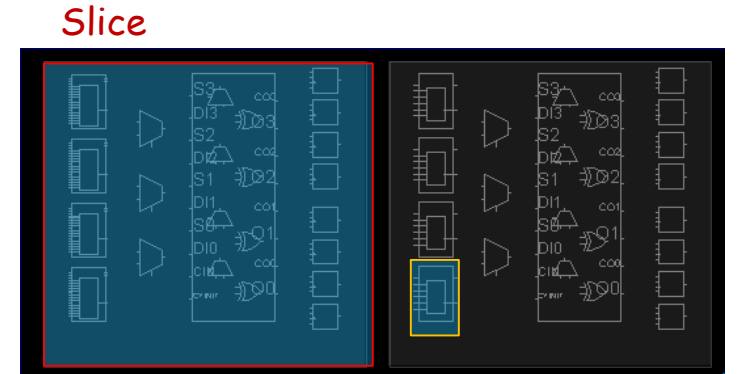 Slice
S3 CO3
DI3 O3
S2
DI2 CO2
S1 O2
DI1 CO1
S0 O1
DI0
CIN CO0
CYINIT O0
S3 CO3
DI3 O3
S2
DI2 CO2
S1 O2
DI1 CO1
S0 O1
DI0
CIN CO0
CYINIT O0